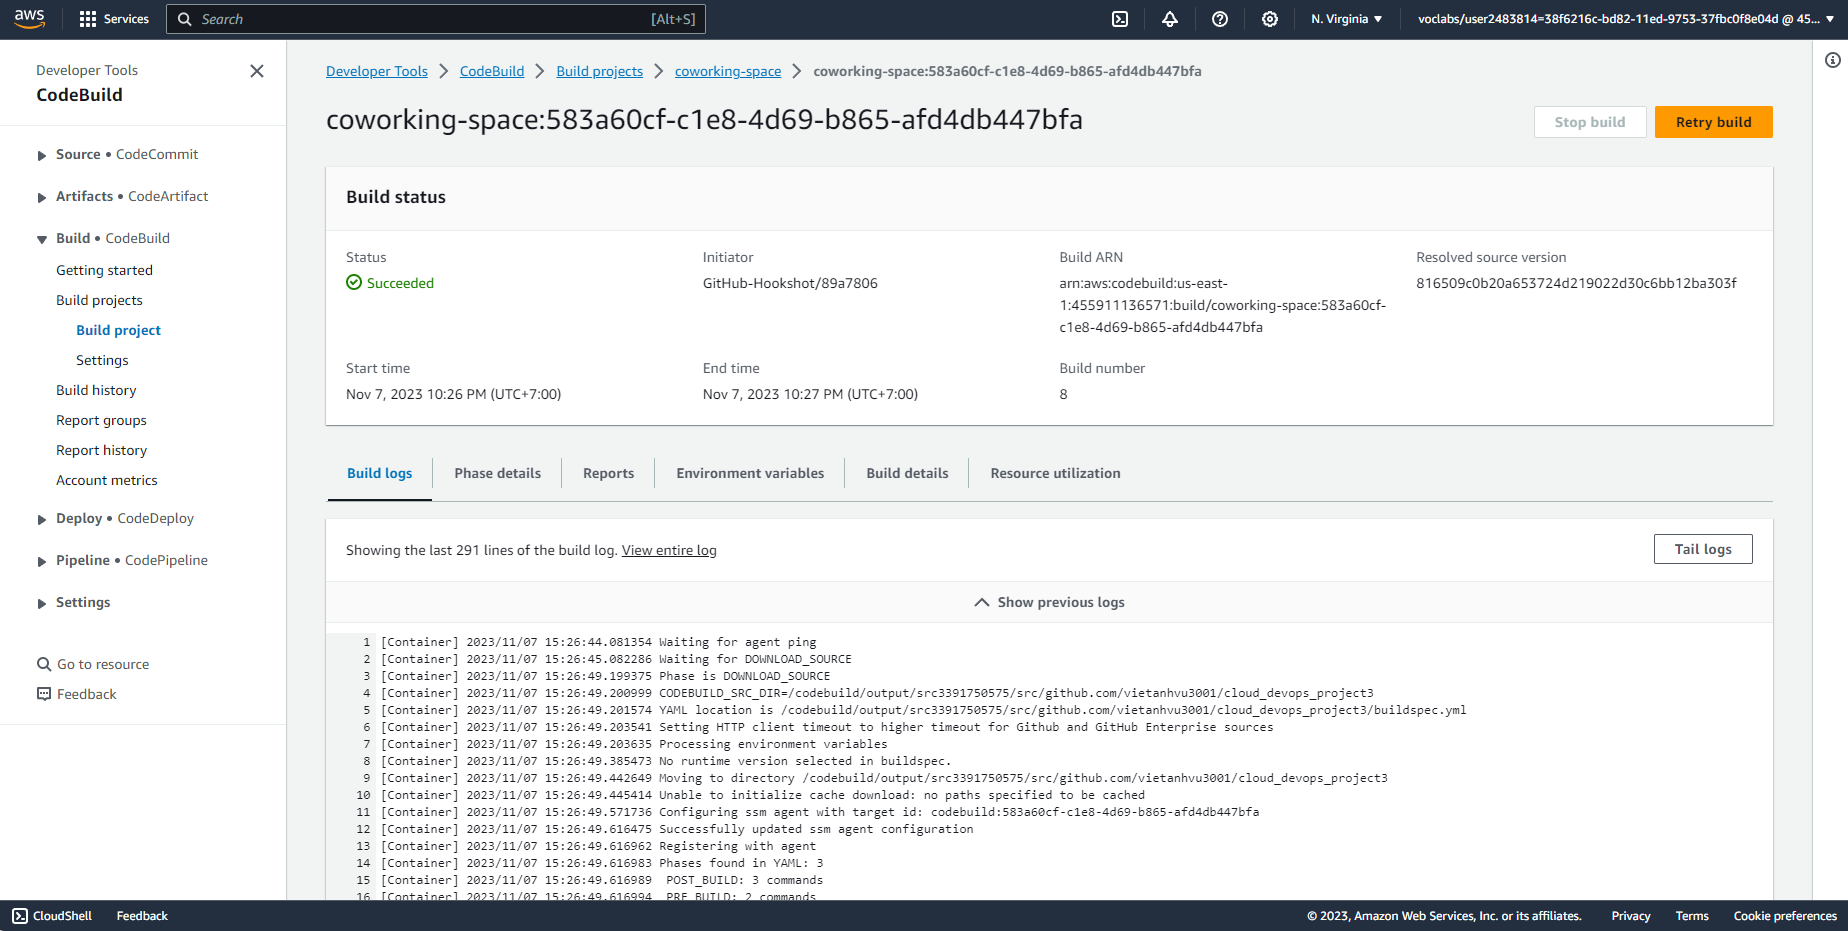 aws
Services
Search [Alt+S]
N. Virginia
voclabs/user2483814=38f6216c-bd82-11ed-9753-37fbc0f8e04d @ 45...
Developer Tools
CodeBuild
Source • CodeCommit
Artifacts • CodeArtifact
Build • CodeBuild
Getting started
Build projects
Build project
Settings
Build history
Report groups
Report history
Account metrics
Deploy • CodeDeploy
Pipeline • CodePipeline
Settings
Go to resource
Feedback
Developer Tools CodeBuild Build projects coworking-space coworking-space:583a60cf-c1e8-4d69-b865-afd4db447bfa
coworking-space:583a60cf-c1e8-4d69-b865-afd4db447bfa
Stop build
Retry build
Build status
Status
Succeeded
Initiator
GitHub-Hookshot/89a7806
Build ARN
arn:aws:codebuild:us-east-
1:455911136571:build/coworking-space:583a60cf-
c1e8-4d69-b865-afd4db447bfa
Resolved source version
816509c0b20a653724d219022d30c6bb12ba303f
Start time
Nov 7, 2023 10:26 PM (UTC+7:00)
End time
Nov 7, 2023 10:27 PM (UTC+7:00)
Build number
8
Build logs
Phase details
Reports
Environment variables
Build details
Resource utilization
Showing the last 291 lines of the build log. View entire log
Tail logs
Show previous logs
1 [Container] 2023/11/07 15:26:44.081354 Waiting for agent ping
2 [Container] 2023/11/07 15:26:45.082286 Waiting for DOWNLOAD_SOURCE
3 [Container] 2023/11/07 15:26:49.199375 Phase is DOWNLOAD_SOURCE
4 [Container] 2023/11/07 15:26:49.200999 CODEBUILD_SRC_DIR=/codebuild/output/src3391750575/src/github.com/vietanhvu3001/cloud_devops_project3
5 [Container] 2023/11/07 15:26:49.201574 YAML location is /codebuild/output/src3391750575/src/github.com/vietanhvu3001/cloud_devops_project3/buildspec.yml
6 [Container] 2023/11/07 15:26:49.203541 Setting HTTP client timeout to higher timeout for Github and GitHub Enterprise sources
7 [Container] 2023/11/07 15:26:49.203635 Processing environment variables
8 [Container] 2023/11/07 15:26:49.385473 No runtime version selected in buildspec.
9 [Container] 2023/11/07 15:26:49.442649 Moving to directory /codebuild/output/src3391750575/src/github.com/vietanhvu3001/cloud_devops_project3
10 [Container] 2023/11/07 15:26:49.445414 Unable to initialize cache download: no paths specified to be cached
11 [Container] 2023/11/07 15:26:49.571736 Configuring ssm agent with target id: codebuild:583a60cf-c1e8-4d69-b865-afd4db447bfa
12 [Container] 2023/11/07 15:26:49.616475 Successfully updated ssm agent configuration
13 [Container] 2023/11/07 15:26:49.616962 Registering with agent
14 [Container] 2023/11/07 15:26:49.616983 Phases found in YAML: 3
15 [Container] 2023/11/07 15:26:49.616989 POST_BUILD: 3 commands
16 [Container] 2023/11/07 15:26:49.616994 PRE_BUILD: 2 commands
CloudShell
Feedback
© 2023, Amazon Web Services, Inc. or its affiliates.
Privacy
Terms
Cookie preferences